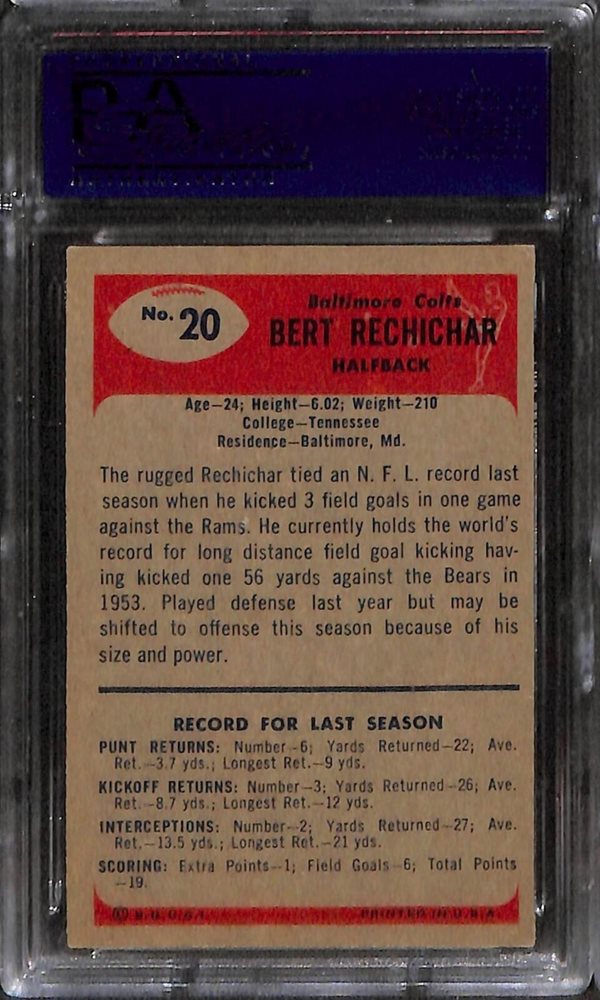 No. 20
Baltimore Colts
BERT RECHICHAR
HALFBACK
Age—24; Height—6.02; Weight—210
College—Tennessee
Residence—Baltimore, Md.
The rugged Rechichar tied an N. F. L. record last
season when he kicked 3 field goals in one game
against the Rams. He currently holds the world's
record for long distance field goal kicking hav-
ing kicked one 56 yards against the Bears in
1953. Played defense last year but may be
shifted to offense this season because of his
size and power.
RECORD FOR LAST SEASON
PUNT RETURNS: Number—6; Yards Returned—22; Ave.
Ret.—3.7 yds.; Longest Ret.—9 yds.
KICKOFF RETURNS: Number—3; Yards Returned—26; Ave.
Ret.—8.7 yds.; Longest Ret.—12 yds.
INTERCEPTIONS: Number—2; Yards Returned—27; Ave.
Ret.—13.5 yds.; Longest Ret.—21 yds.
SCORING: Extra Points—1; Field Goals—6; Total Points
—19.
PRINTED IN U.S.A.